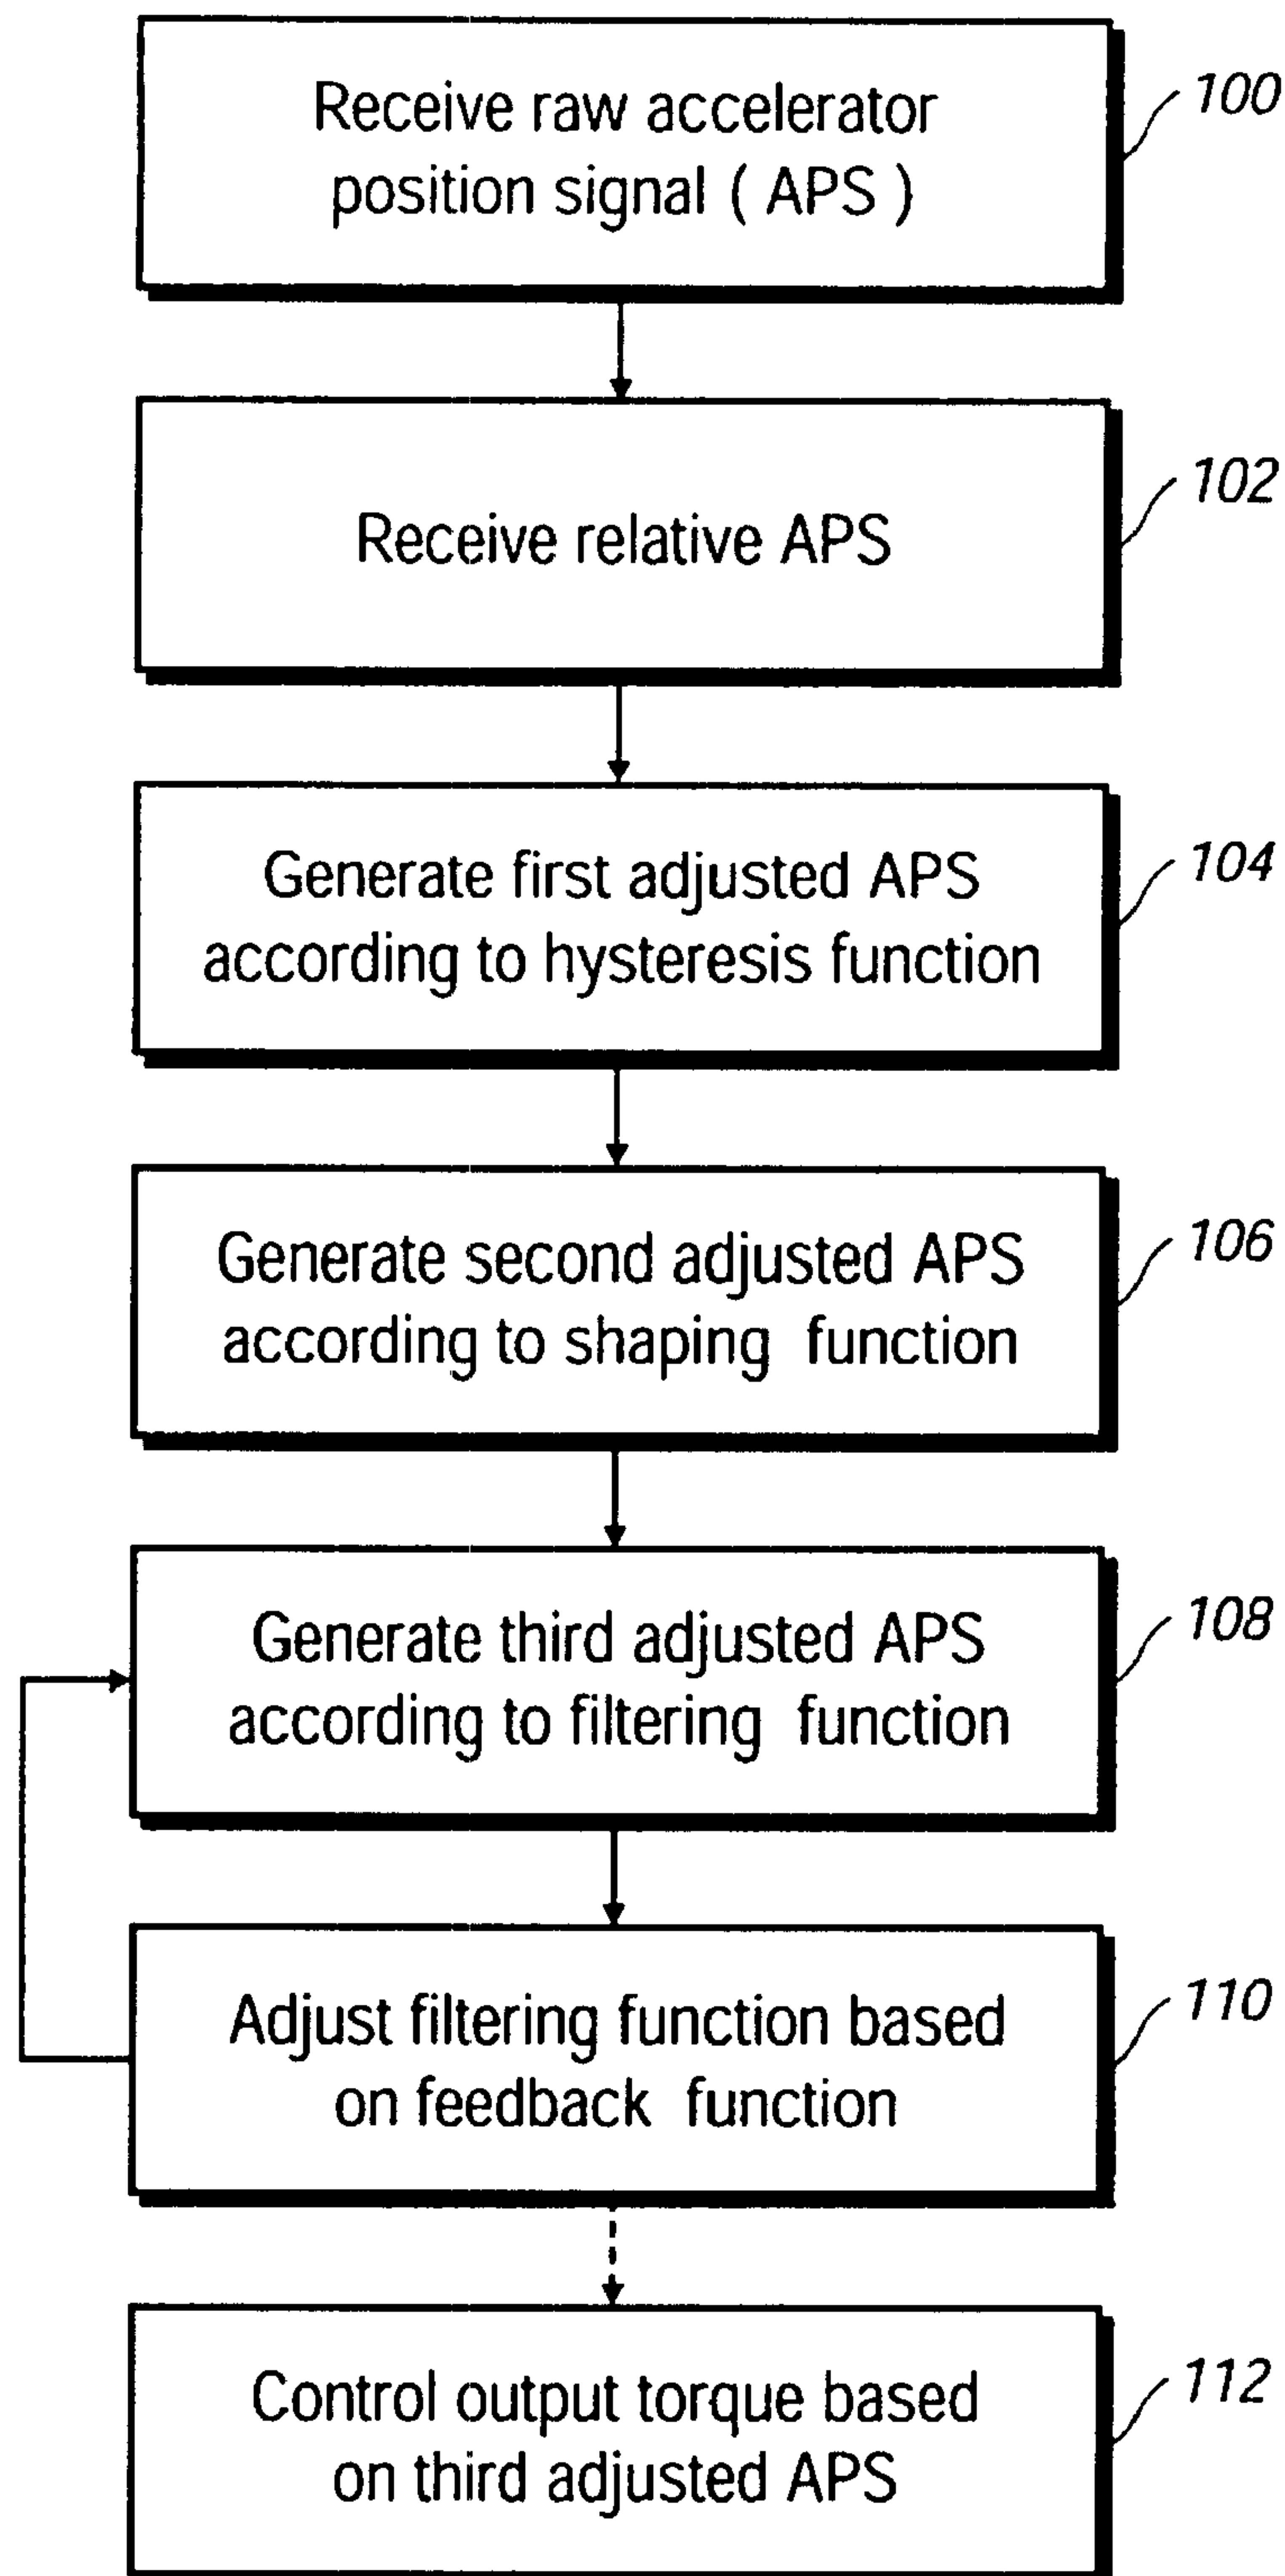 Receive raw accelerator
position signal ( APS )
100
Receive relative APS
102
Generate first adjusted APS
according to hysteresis function
104
Generate second adjusted APS
according to shaping function
106
Generate third adjusted APS
according to filtering function
108
Adjust filtering function based
on feedback function
110
Control output torque based
on third adjusted APS
112